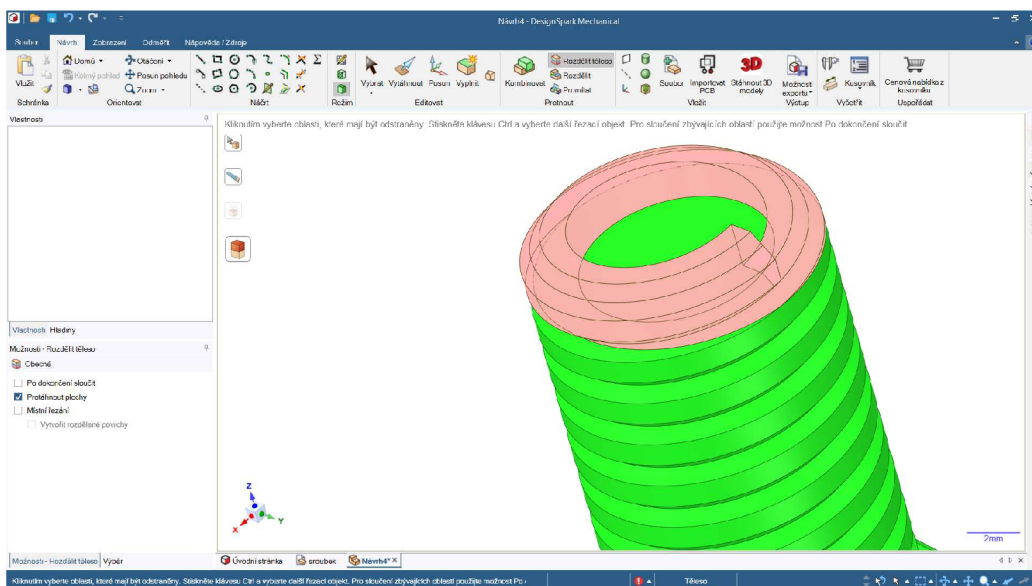 Návrh4 - DesignSpark Mechanical
Soubor Návrh Zobrazení Odměřit Nápověda / Zdroje
Vložit
Domů
Kolmý pohled
Otáčení
Posun pohledu
Zoom
Vybrat Vytáhnout Posun Vyplnit
Kombinovat
Rozdělit těleso
Rozdělit
Promítat
Soubor Importovat PCB Stáhnout 3D modely
3D
Možnost exportu
Kusovník
Cenová nabídka z kusovníku
Schránka Orientovat Náčrt Režim Editovat Protnout Vložit Výstup Vyšetřit Uspořádat
Vlastnosti
Kliknutím vyberte oblasti, které mají být odstraněny. Stiskněte klávesu Ctrl a vyberte další řezací objekt. Pro sloučení zbývajících oblastí použijte možnost Po dokončení sloučit
Vlastnosti Hladiny
Možnosti - Rozdělit těleso
Obecné
Po dokončení sloučit
Protáhnout plochy
Místní řezání
Vytvořit rozdělené povrchy
Z
X
Y
2mm
Možnosti - Rozdělit těleso Výběr
Úvodní stránka sroubek Návrh4* X
Kliknutím vyberte oblasti, které mají být odstraněny. Stiskněte klávesu Ctrl a vyberte další řezací objekt. Pro sloučení zbývajících oblastí použijte možnost Po
Těleso